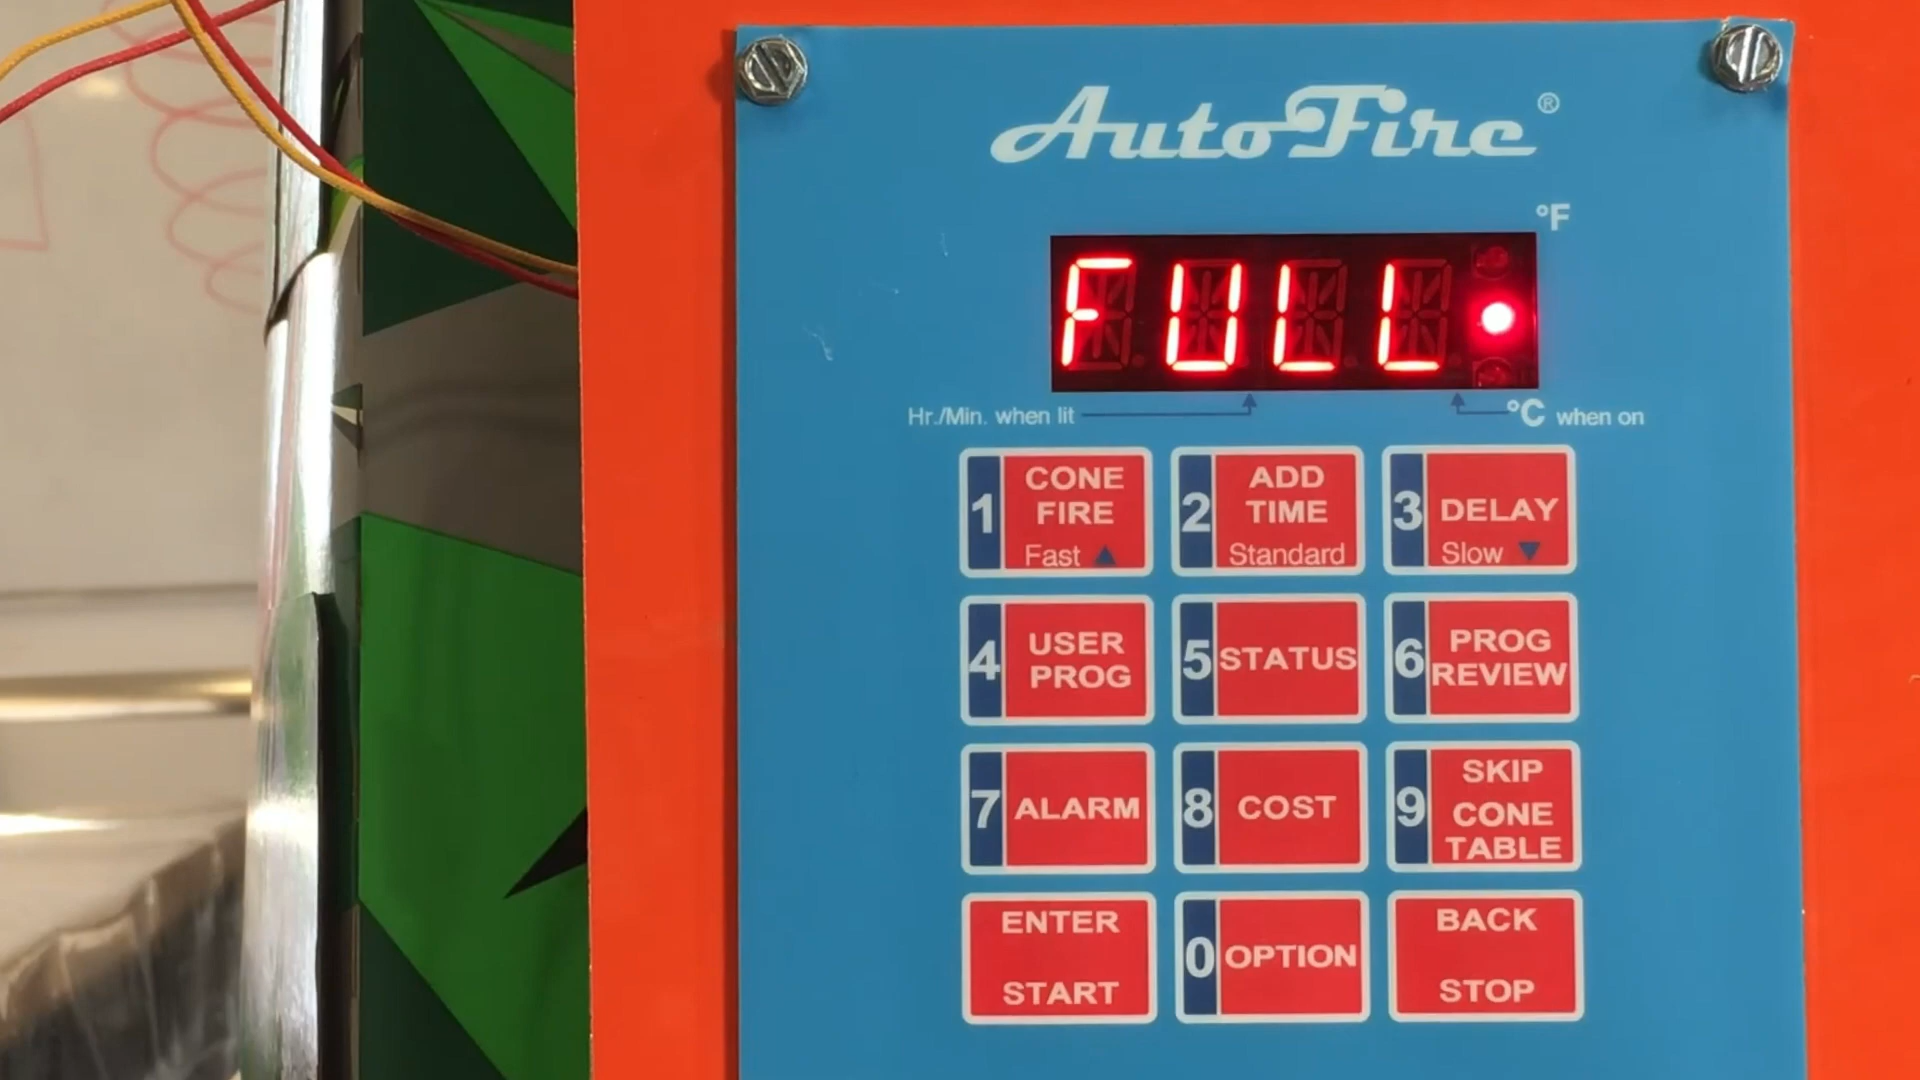 AutoFire®
°F
FULL
Hr./Min. when lit
°C when on
1 CONE FIRE Fast ▲
2 ADD TIME Standard
3 DELAY Slow ▼
4 USER PROG
5 STATUS
6 PROG REVIEW
7 ALARM
8 COST
9 SKIP CONE TABLE
ENTER START
0 OPTION
BACK STOP